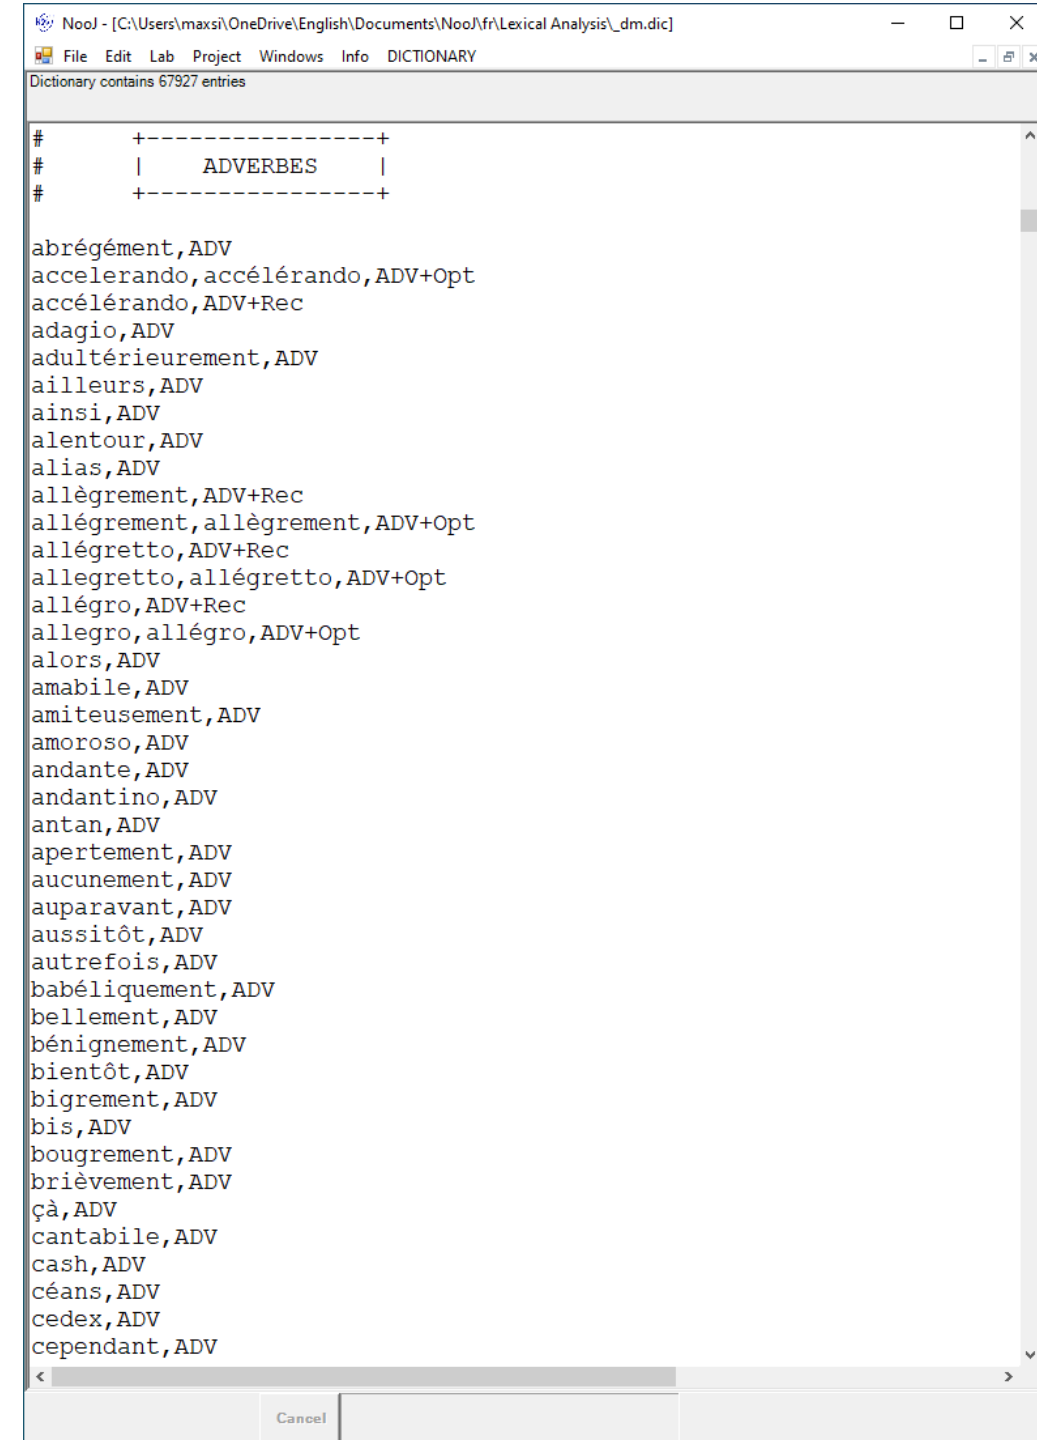 NooJ - [C:\Users\maxsi\OneDrive\English\Documents\NooJ\fr\Lexical Analysis\_dm.dic]
File Edit Lab Project Windows Info DICTIONARY
Dictionary contains 67927 entries
# +----------------+
# | ADVERBES |
# +----------------+
abrégément,ADV
accelerando,accélérando,ADV+Opt
accélérando,ADV+Rec
adagio,ADV
adultérieurement,ADV
ailleurs,ADV
ainsi,ADV
alentour,ADV
alias,ADV
allègrement,ADV+Rec
allégrement,allègrement,ADV+Opt
allégretto,ADV+Rec
allegretto,allégretto,ADV+Opt
allégro,ADV+Rec
allegro,allégro,ADV+Opt
alors,ADV
amabile,ADV
amiteusement,ADV
amoroso,ADV
andante,ADV
andantino,ADV
antan,ADV
apertement,ADV
aucunement,ADV
auparavant,ADV
aussitôt,ADV
autrefois,ADV
babéliquement,ADV
bellement,ADV
bénignement,ADV
bientôt,ADV
bigrement,ADV
bis,ADV
bougrement,ADV
brièvement,ADV
çà,ADV
cantabile,ADV
cash,ADV
céans,ADV
cedex,ADV
cependant,ADV
Cancel